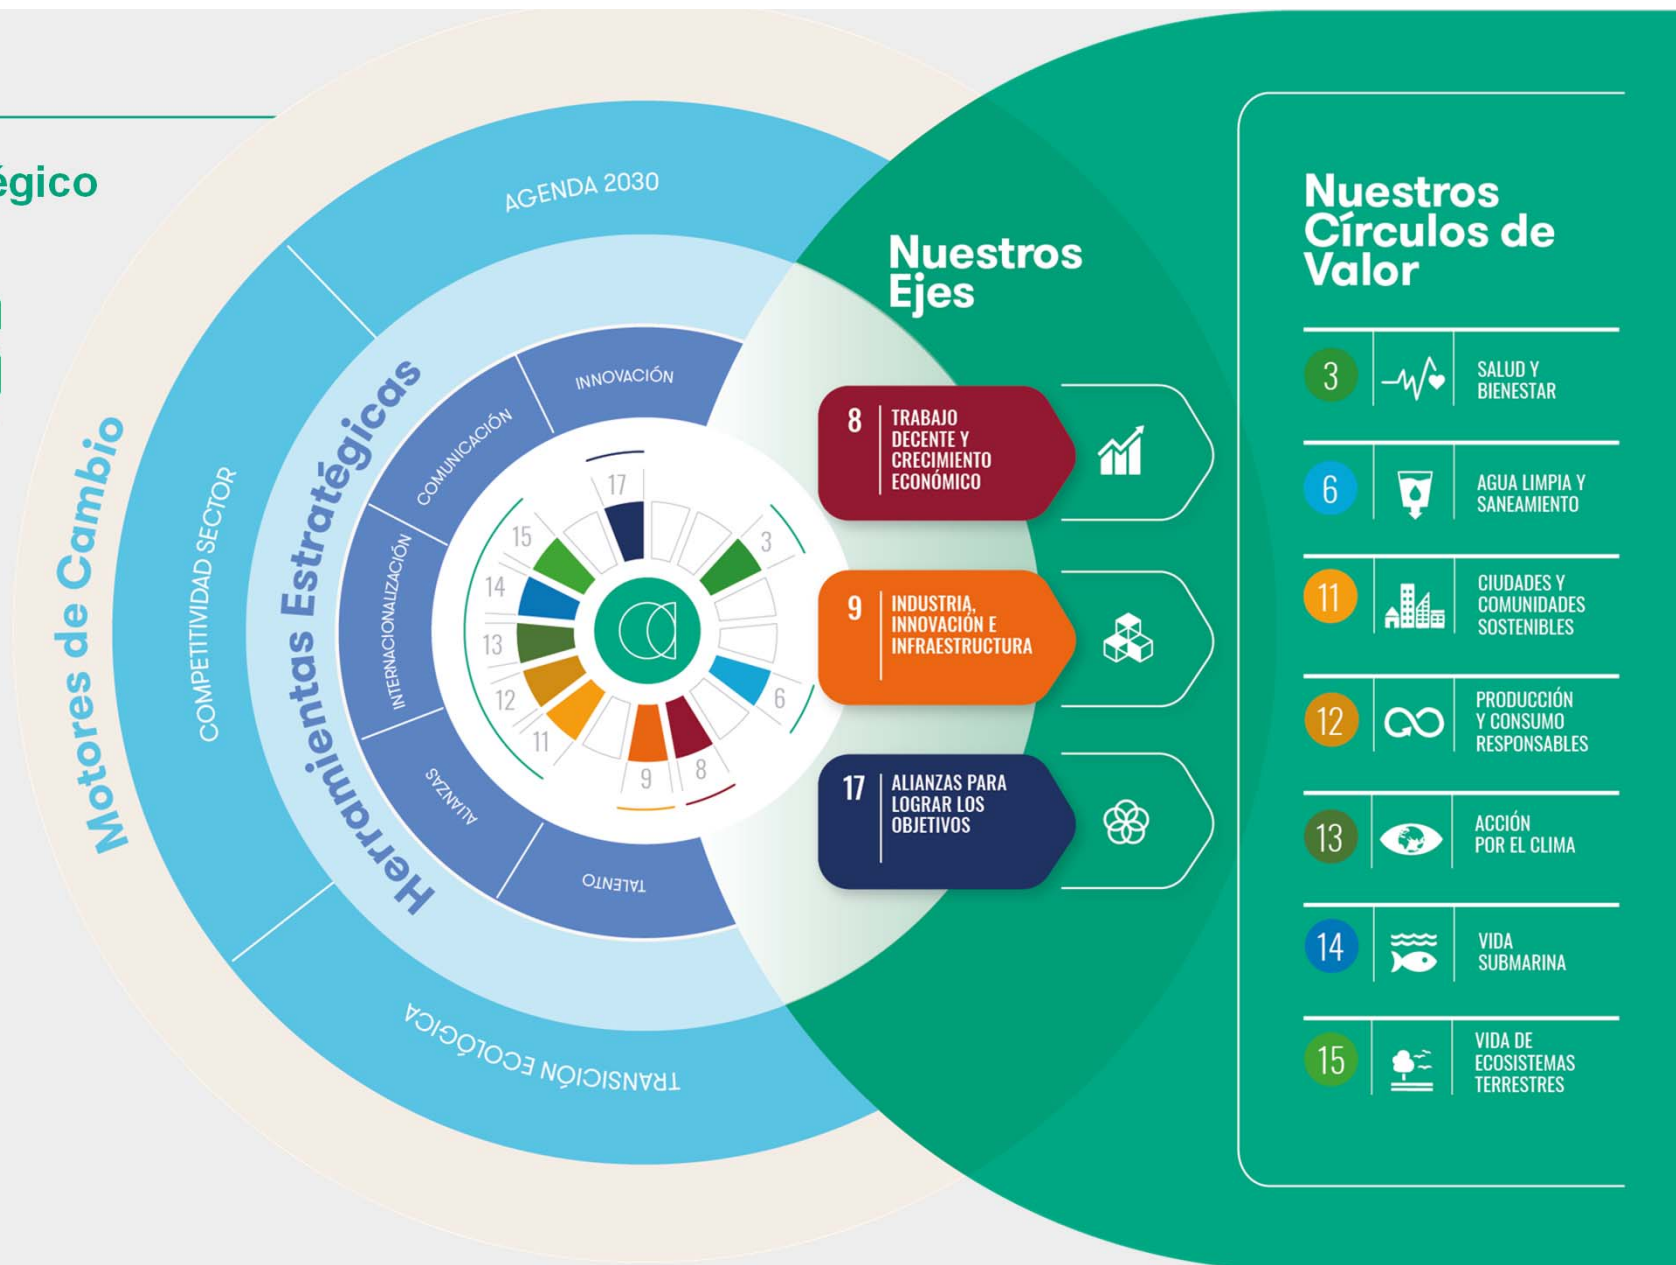 égico
Motores de Cambio
AGENDA 2030
COMPETITIVIDAD SECTOR
TRANSICIÓN ECOLÓGICA
Herramientas Estratégicas
INNOVACIÓN
COMUNICACIÓN
INTERNACIONALIZACIÓN
ALIANZAS
TALENTO
17
3
6
8
9
11
12
13
14
15
Nuestros
Ejes
8
TRABAJO
DECENTE Y
CRECIMIENTO
ECONÓMICO
9
INDUSTRIA,
INNOVACIÓN E
INFRAESTRUCTURA
17
ALIANZAS PARA
LOGRAR LOS
OBJETIVOS
Nuestros
Círculos de
Valor
3
SALUD Y
BIENESTAR
6
AGUA LIMPIA Y
SANEAMIENTO
11
CIUDADES Y
COMUNIDADES
SOSTENIBLES
12
PRODUCCIÓN
Y CONSUMO
RESPONSABLES
13
ACCIÓN
POR EL CLIMA
14
VIDA
SUBMARINA
15
VIDA DE
ECOSISTEMAS
TERRESTRES